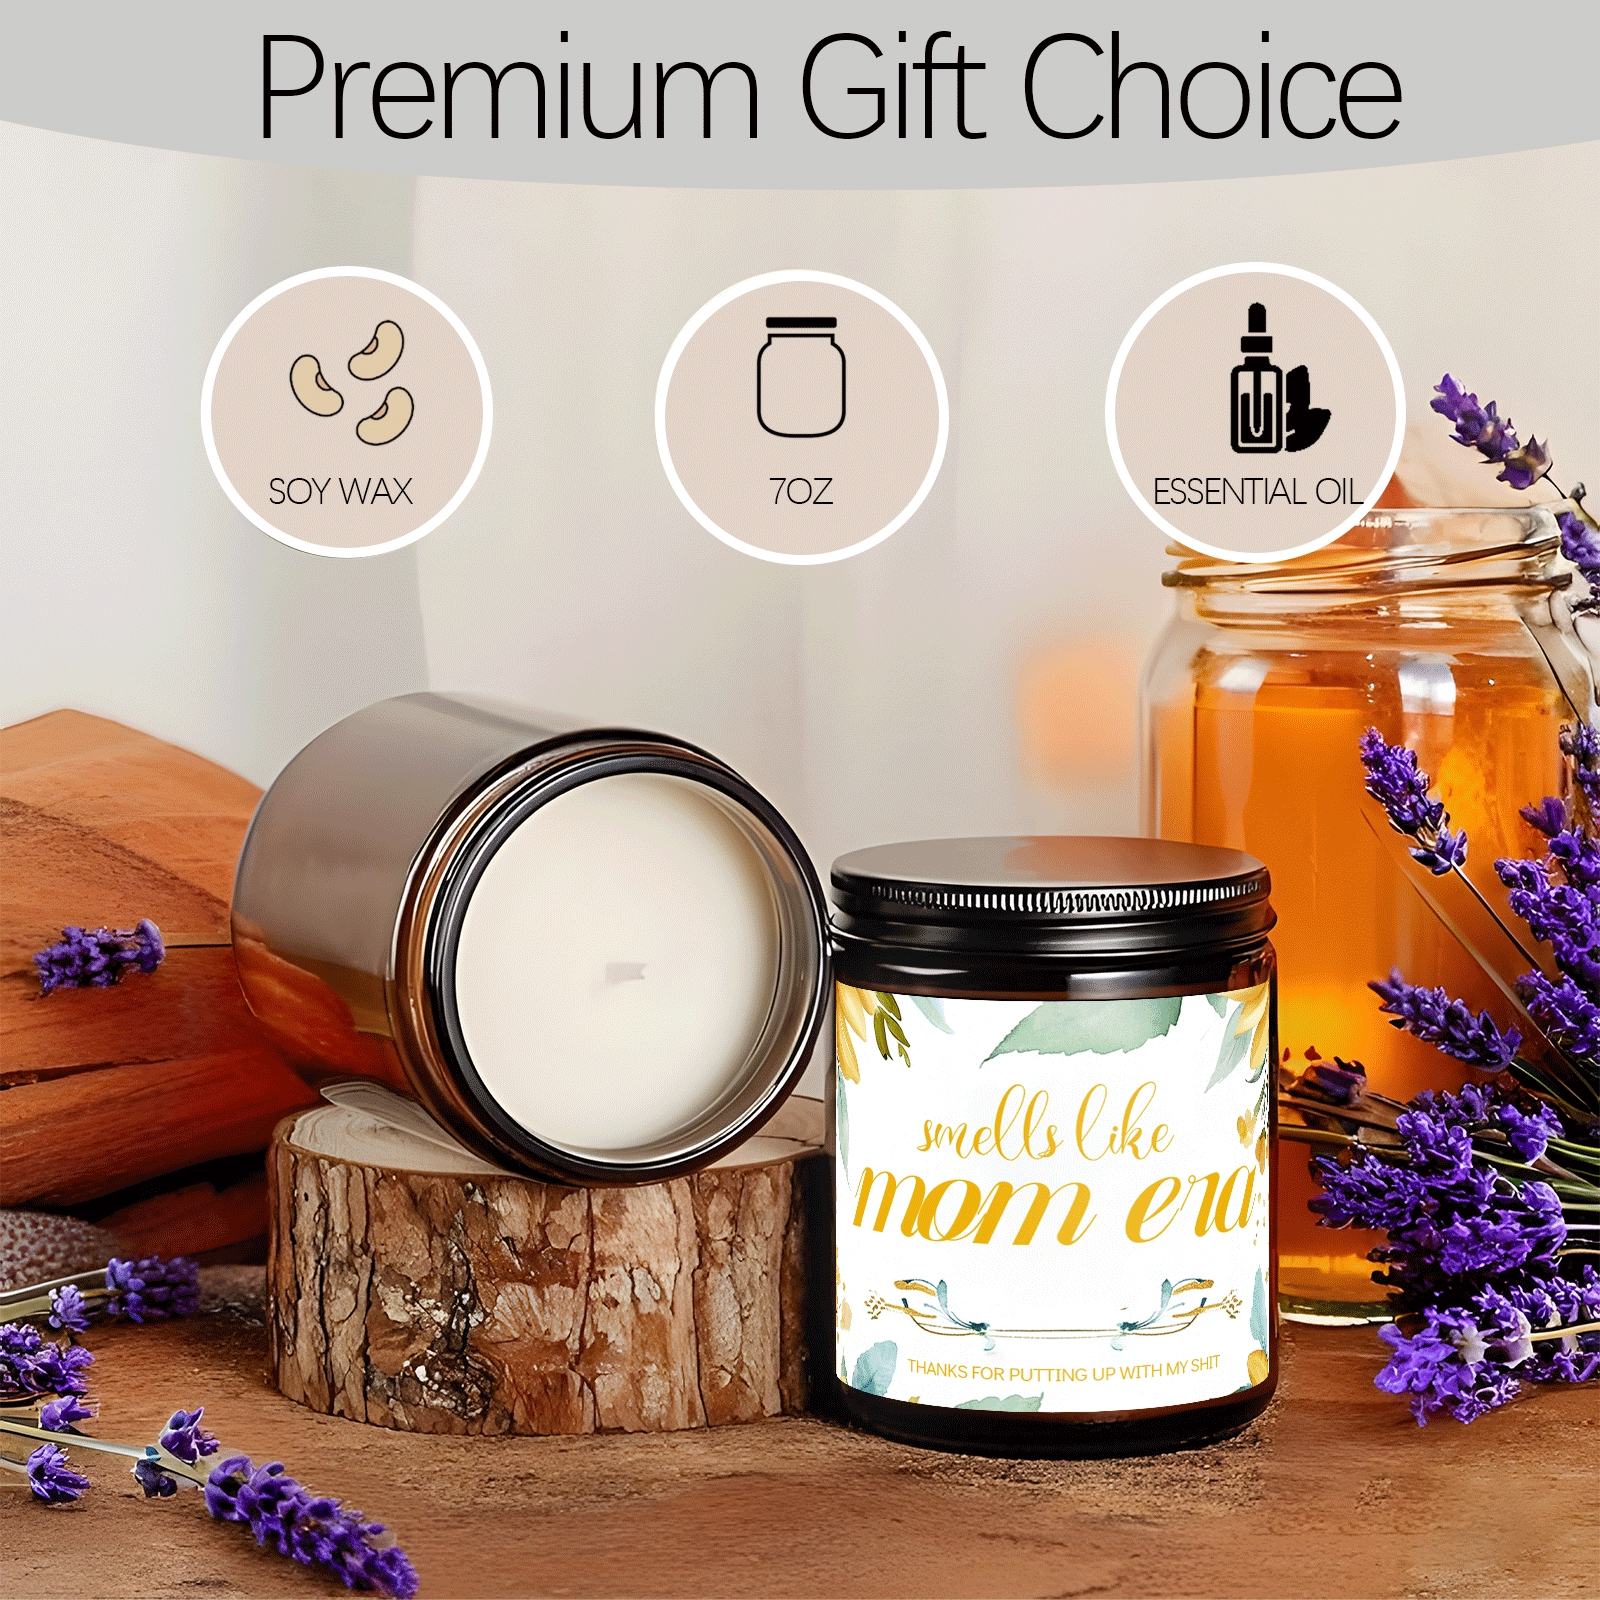 Premium Gift Choice
SOY WAX
7OZ
ESSENTIAL OIL
smells like
mom era
THANKS FOR PUTTING UP WITH MY SHIT